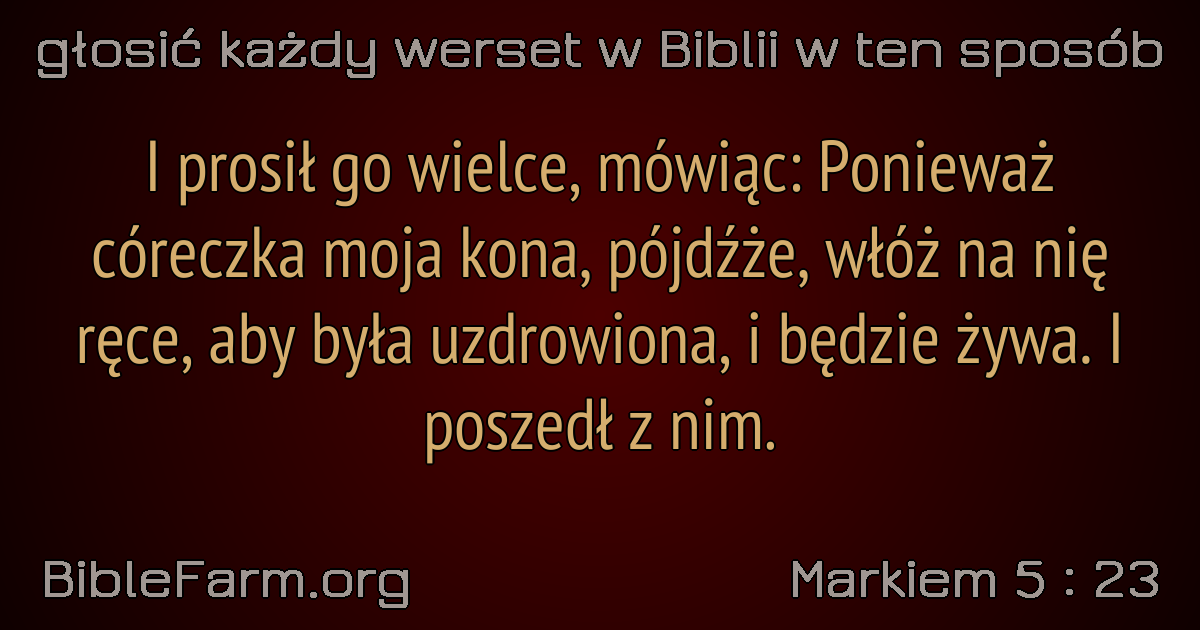 głosić każdy werset w Biblii w ten sposób
I prosił go wielce, mówiąc: Ponieważ
córeczka moja kona, pójdźże, włóż na nię
ręce, aby była uzdrowiona, i będzie żywa. I
poszedł z nim.
BibleFarm.org
Markiem 5 : 23